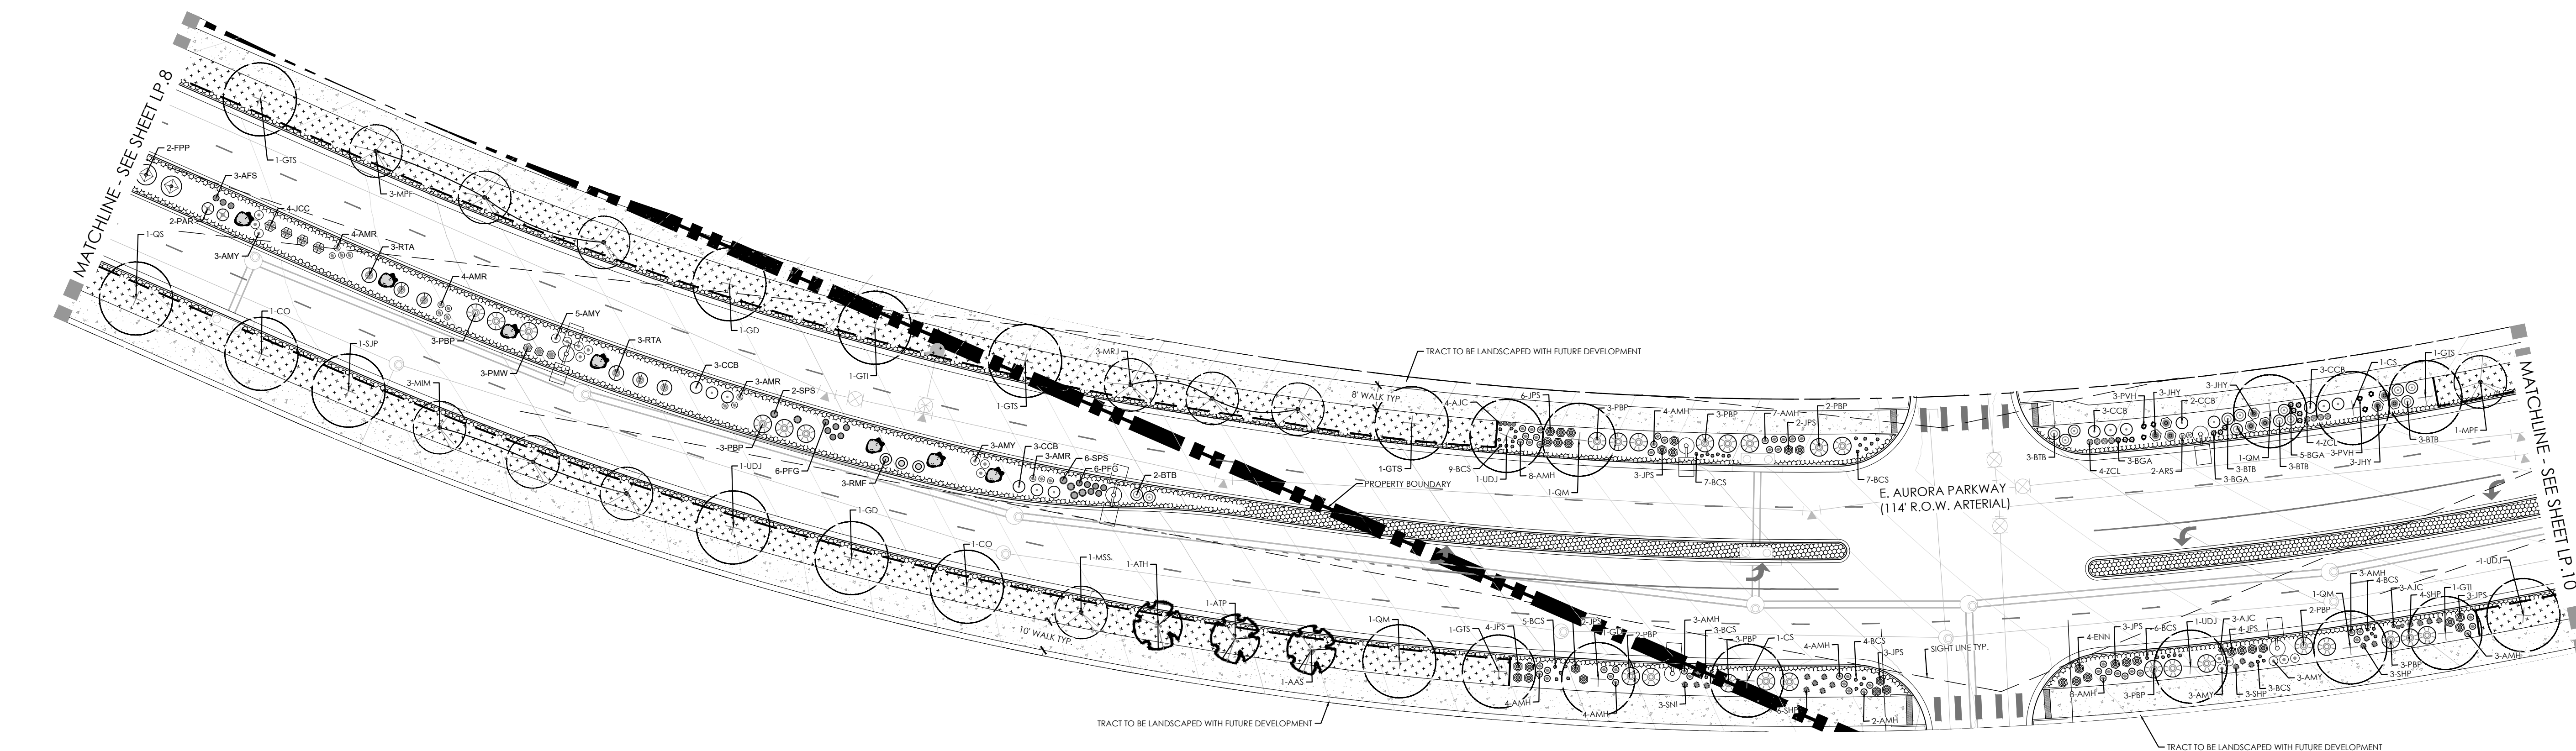 MATCHLINE - SEE SHEET LP.8
1-GTS
3-MPF
2-FPP
3-AFS
4-JCC
2-PAR
4-AMR
1-QS
3-AMY
3-RTA
4-AMR
1-CO
5-AMY
3-PBP
1-GD
1-SJP
3-RTA
3-PMW
3-CCB
1-GTI
3-MIM
3-AMR
2-SPS
1-GTS
3-MRJ
TRACT TO BE LANDSCAPED WITH FUTURE DEVELOPMENT
8' WALK TYP.
3-PBP
6-PFG
3-RMF
3-AMY
3-CCB
3-AMR
6-SPS
6-PFG
2-BTB
1-UDJ
1-GD
1-CO
1-MSS
1-ATH
1-ATP
1-AAS
10' WALK TYP.
PROPERTY BOUNDARY
1-GTS
4-AJC
9-BCS
1-UDJ
6-JPS
8-AMH
1-QM
3-PBP
4-AMH
3-JPS
3-PBP
7-BCS
7-AMH
2-JPS
2-PBP
7-BCS
E. AURORA PARKWAY
(114' R.O.W. ARTERIAL)
3-BTB
3-CCB
4-ZCL
3-PVH
3-BGA
3-JHY
2-ARS
2-CCB
3-BGA
3-BTB
3-JHY
1-QM
3-BTB
5-BGA
4-ZCL
3-CCB
3-PVH
3-JHY
1-CS
3-BTB
1-GTS
1-MPF
MATCHLINE - SEE SHEET LP.10
1-QM
1-GTS
4-JPS
4-AMH
5-BCS
2-JPS
4-AMH
2-PBP
3-SNI
3-AMH
3-BCS
3-PBP
1-CS
6-SHP
4-AMH
4-BCS
3-JPS
2-AMH
SIGHT LINE TYP.
4-ENN
8-AMH
3-JPS
3-PBP
6-BCS
1-UDJ
3-AMY
3-AJC
4-JPS
3-SHP
3-BCS
3-AMY
2-PBP
1-QM
3-AMH
4-BCS
3-SHP
3-AJC
3-PBP
4-SHP
1-GTI
3-JPS
3-AMH
1-UDJ
TRACT TO BE LANDSCAPED WITH FUTURE DEVELOPMENT
TRACT TO BE LANDSCAPED WITH FUTURE DEVELOPMENT